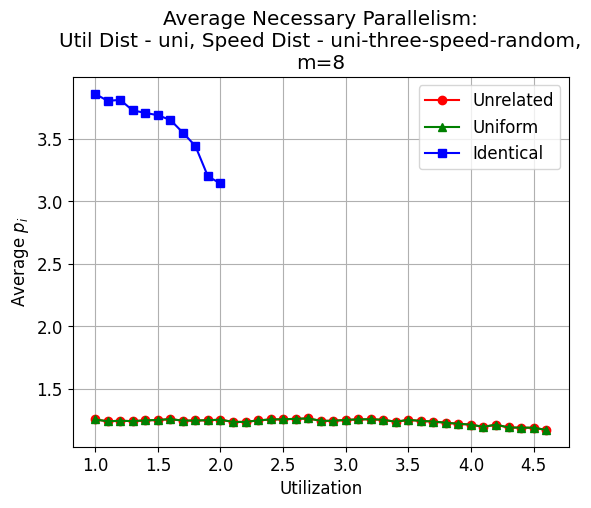 Average Necessary Parallelism:
Util Dist - uni, Speed Dist - uni-three-speed-random,
m=8
Unrelated
Uniform
Identical
3.5
3.0
2.5
2.0
1.5
Average p_i
1.0 1.5 2.0 2.5 3.0 3.5 4.0 4.5
Utilization